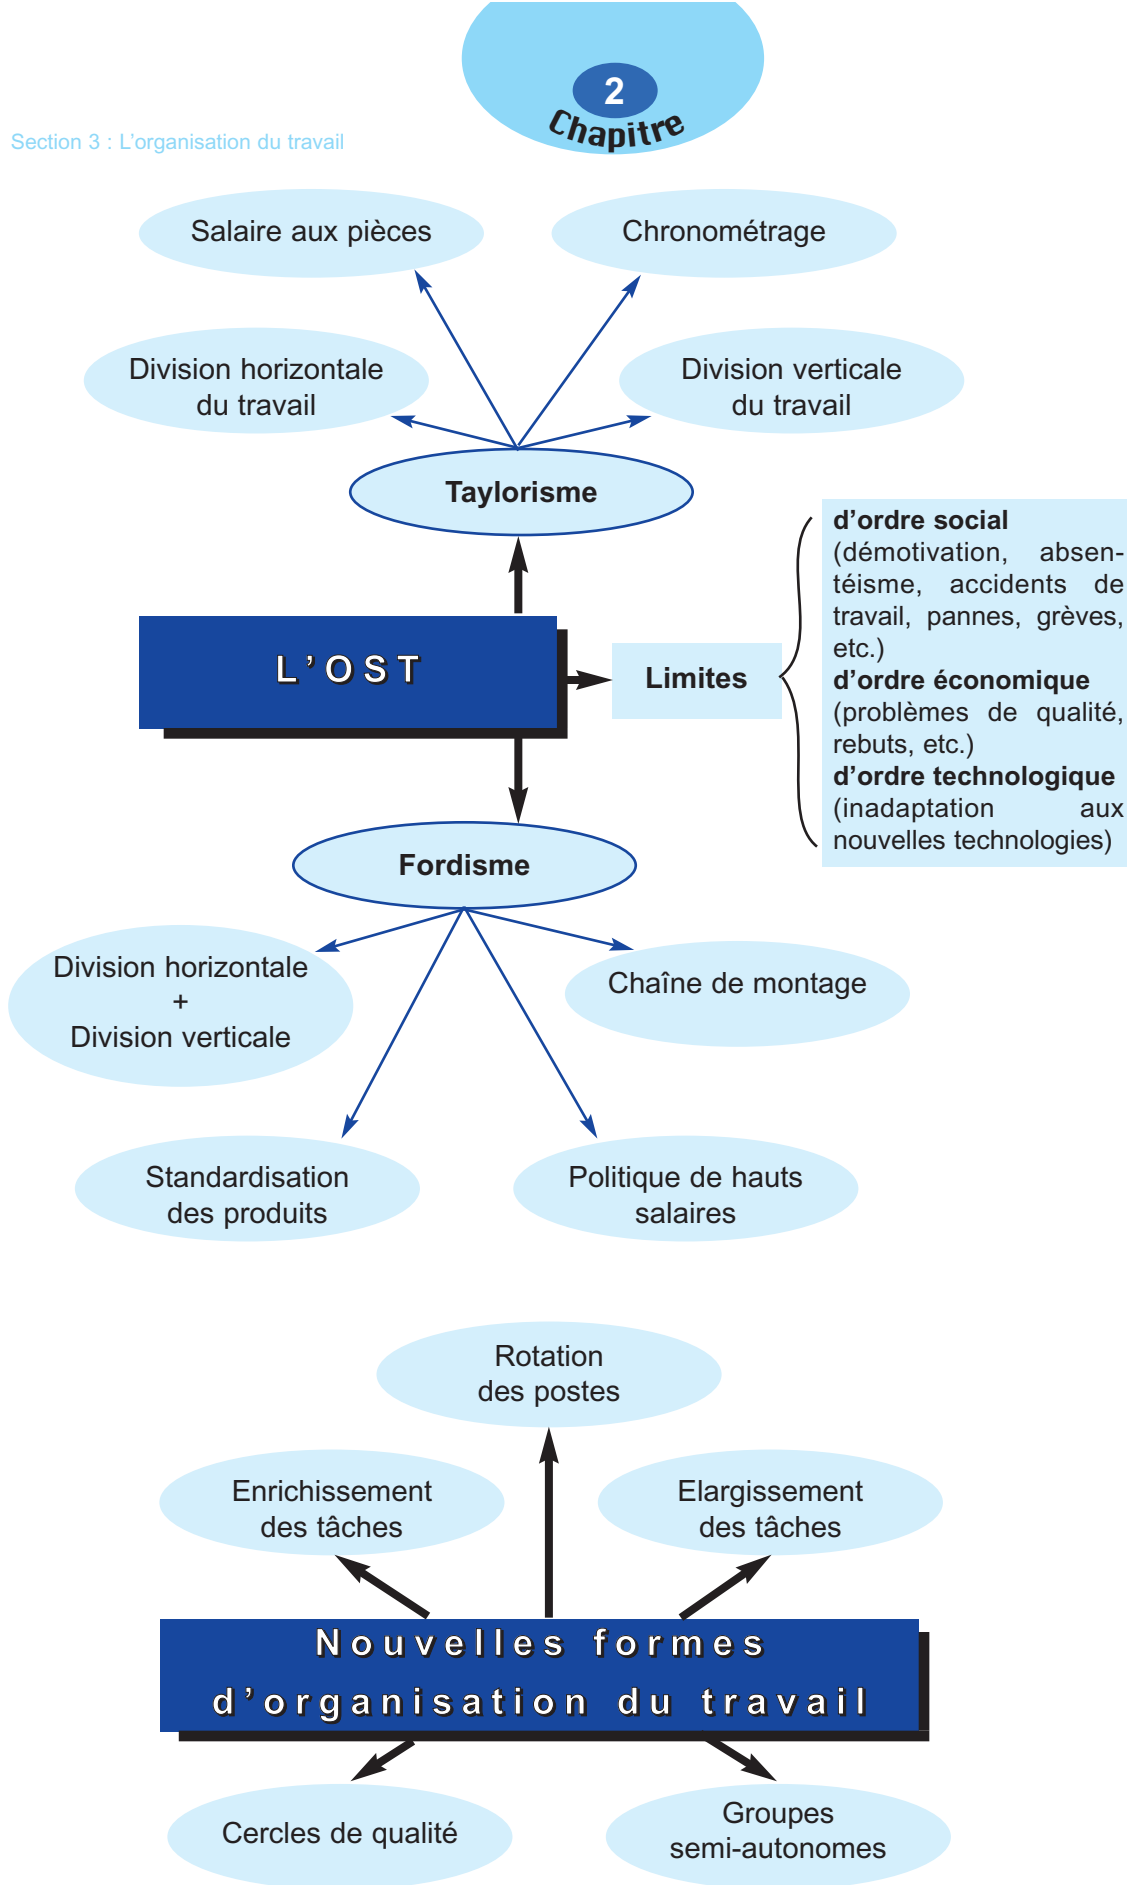 2
Chapitre
Section 3 : L'organisation du travail
Salaire aux pièces
Chronométrage
Division horizontale
du travail
Division verticale
du travail
Taylorisme
L'OST
Limites
d'ordre social
(démotivation, absen-
téisme, accidents de
travail, pannes, grèves,
etc.)
d'ordre économique
(problèmes de qualité,
rebuts, etc.)
d'ordre technologique
(inadaptation aux
nouvelles technologies)
Fordisme
Division horizontale
+
Division verticale
Chaîne de montage
Standardisation
des produits
Politique de hauts
salaires
Rotation
des postes
Enrichissement
des tâches
Elargissement
des tâches
Nouvelles formes
d'organisation du travail
Cercles de qualité
Groupes
semi-autonomes